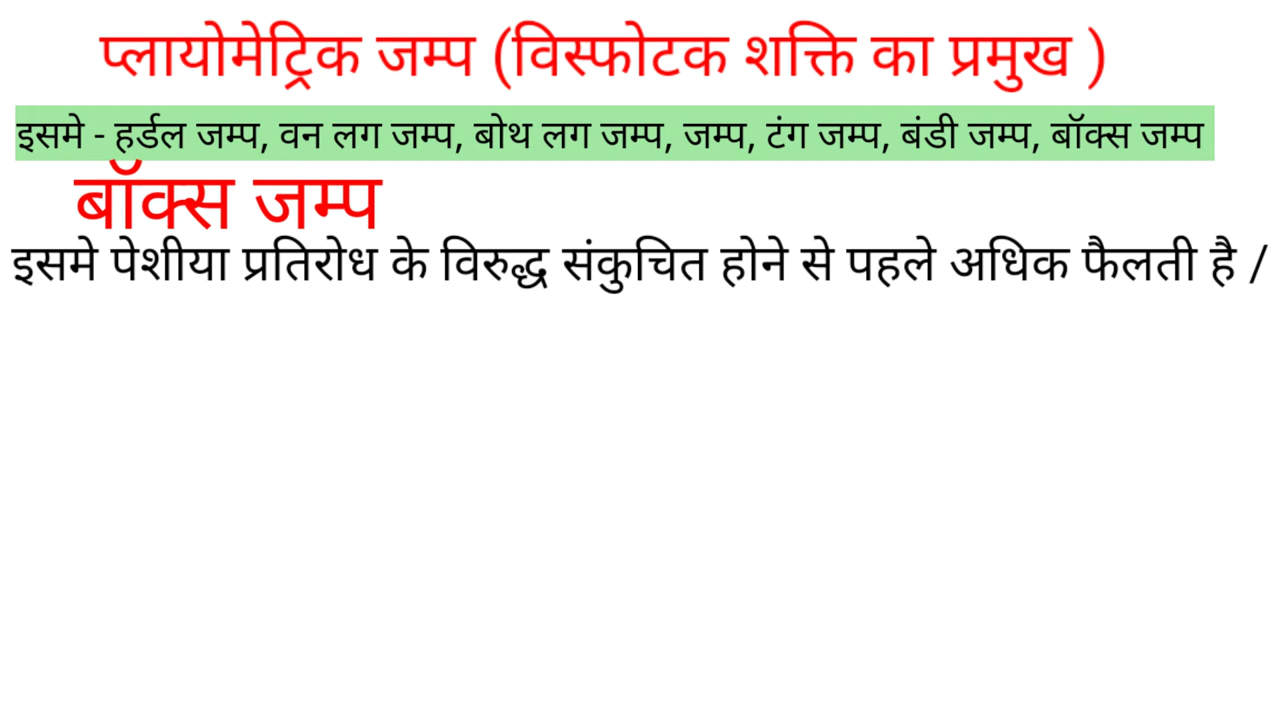 प्लायोमेट्रिक जम्प (विस्फोटक शक्ति का प्रमुख )
इसमे - हर्डल जम्प, वन लग जम्प, बोथ लग जम्प, जम्प, टंग जम्प, बंडी जम्प, बॉक्स जम्प
बॉक्स जम्प
इसमे पेशीया प्रतिरोध के विरुद्ध संकुचित होने से पहले अधिक फैलती है /